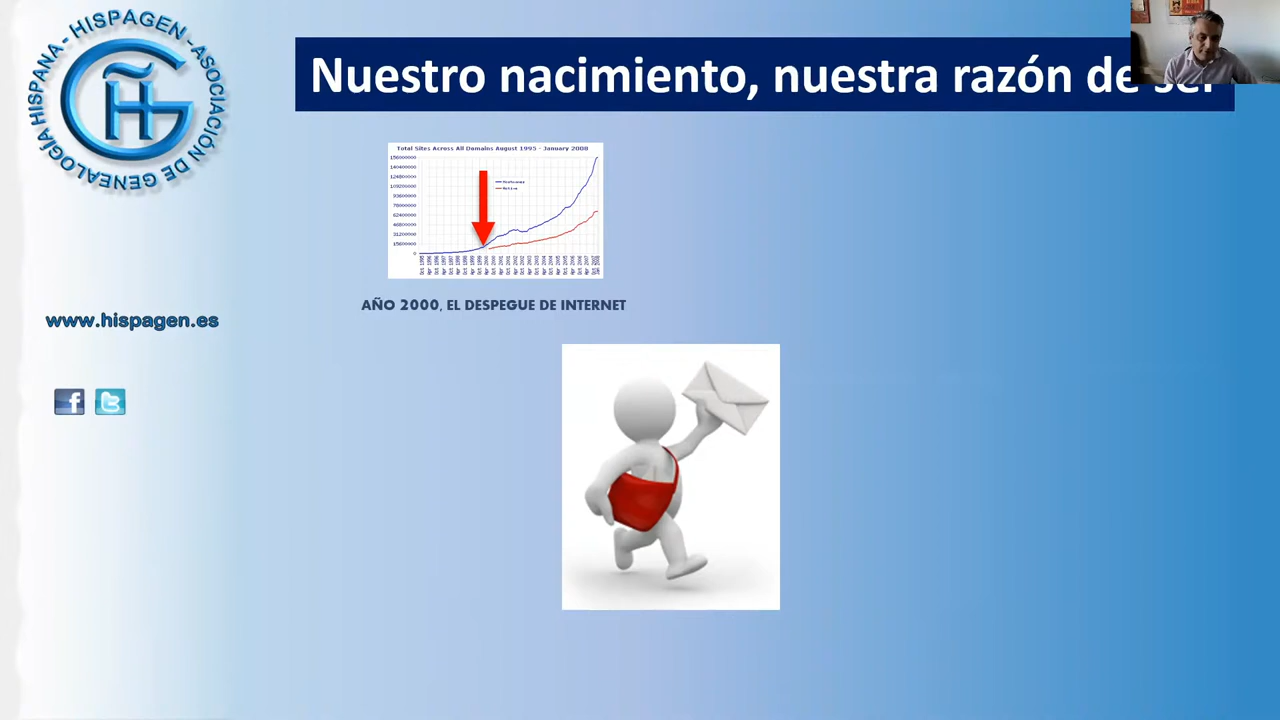 HISPAGEN - ASOCIACIÓN DE GENEALOGÍA HISPANA -
Nuestro nacimiento, nuestra razón de ser
Total Sites Across All Domains August 1995 - January 2008
AÑO 2000, EL DESPEGUE DE INTERNET
www.hispagen.es